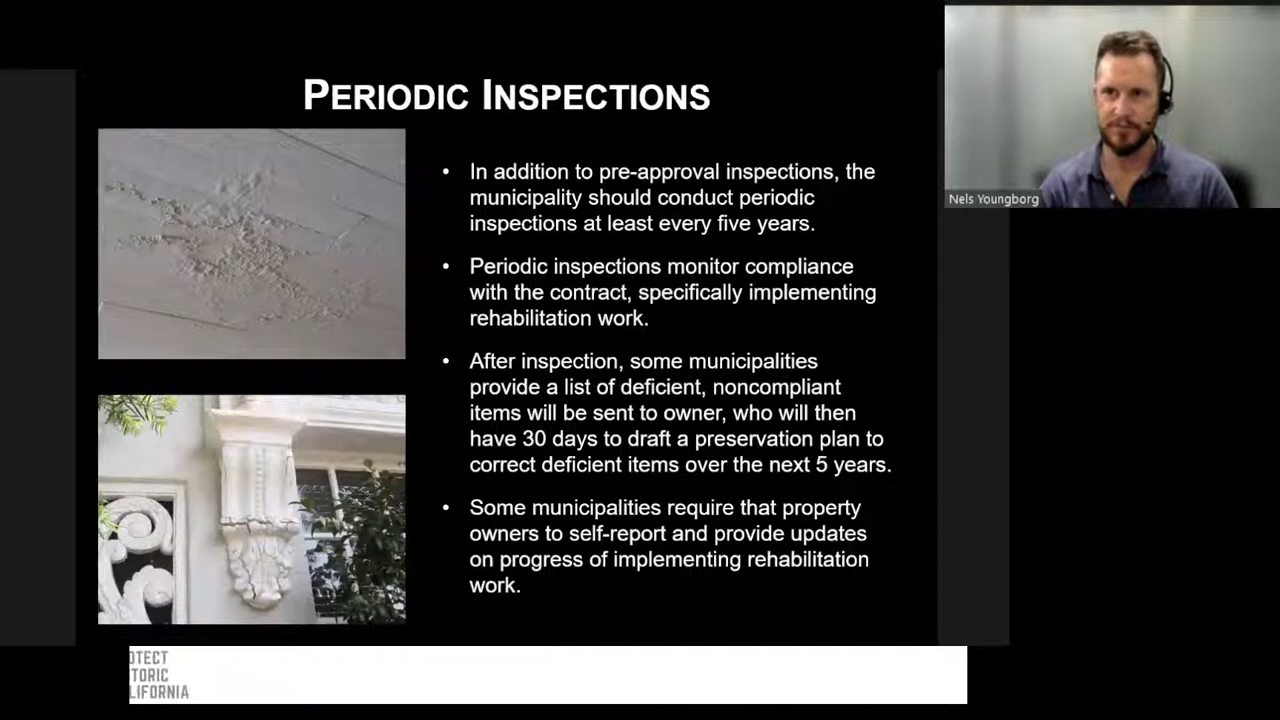 PERIODIC INSPECTIONS
• In addition to pre-approval inspections, the
municipality should conduct periodic
inspections at least every five years.
• Periodic inspections monitor compliance
with the contract, specifically implementing
rehabilitation work.
• After inspection, some municipalities
provide a list of deficient, noncompliant
items will be sent to owner, who will then
have 30 days to draft a preservation plan to
correct deficient items over the next 5 years.
• Some municipalities require that property
owners to self-report and provide updates
on progress of implementing rehabilitation
work.
Nels Youngborg
OTECT
TORIC
LIFORNIA